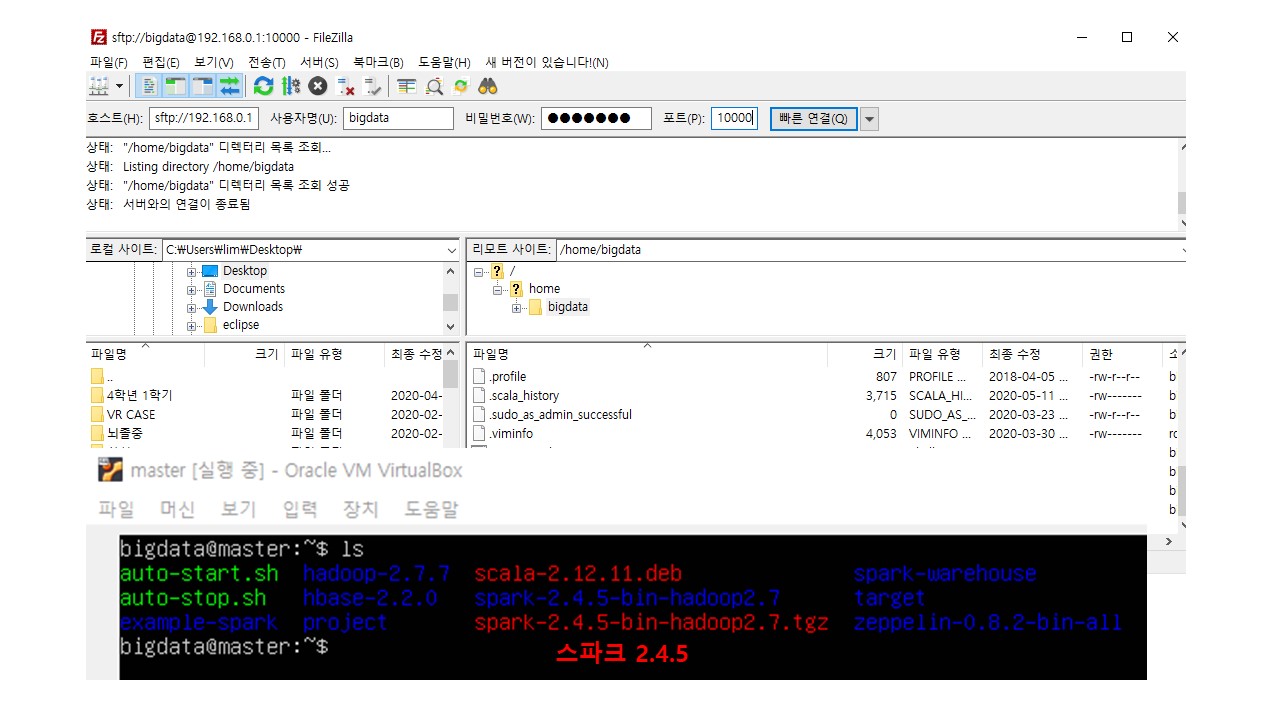 sftp://bigdata@192.168.0.1:10000 - FileZilla
파일(F) 편집(E) 보기(V) 전송(T) 서버(S) 북마크(B) 도움말(H) 새 버전이 있습니다!(N)
호스트(H): sftp://192.168.0.1 사용자명(U): bigdata 비밀번호(W): ●●●●●●● 포트(P): 10000 빠른 연결(Q)
상태: "/home/bigdata" 디렉터리 목록 조회...
상태: Listing directory /home/bigdata
상태: "/home/bigdata" 디렉터리 목록 조회 성공
상태: 서버와의 연결이 종료됨
로컬 사이트: C:₩Users₩lim₩Desktop₩
Desktop
Documents
Downloads
eclipse
리모트 사이트: /home/bigdata
/
home
bigdata
파일명 크기 파일 유형 최종 수정
..
4학년 1학기 파일 폴더 2020-04-
VR CASE 파일 폴더 2020-02-
뇌졸중 파일 폴더 2020-02-
파일명 크기 파일 유형 최종 수정 권한 소
.profile 807 PROFILE ... 2018-04-05 ... -rw-r--r-- b
.scala_history 3,715 SCALA_HI... 2020-05-11 ... -rw------- b
.sudo_as_admin_successful 0 SUDO_AS_... 2020-03-23 ... -rw-r--r-- b
.viminfo 4,053 VIMINFO ... 2020-03-30 ... -rw------- rc
b
b
b
b
master [실행 중] - Oracle VM VirtualBox
파일 머신 보기 입력 장치 도움말
bigdata@master:~$ ls
auto-start.sh hadoop-2.7.7 scala-2.12.11.deb spark-warehouse
auto-stop.sh hbase-2.2.0 spark-2.4.5-bin-hadoop2.7 target
example-spark project spark-2.4.5-bin-hadoop2.7.tgz zeppelin-0.8.2-bin-all
bigdata@master:~$
스파크 2.4.5